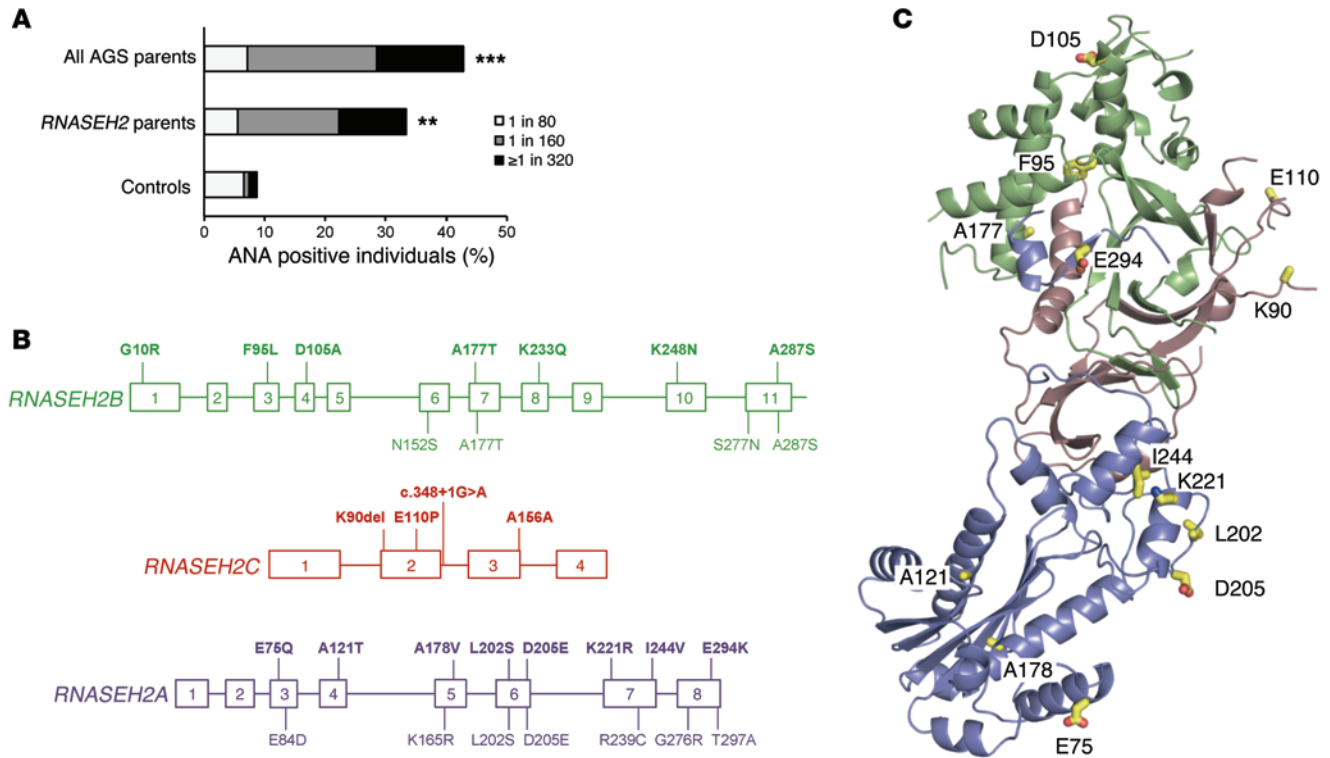 A
All AGS parents
***
RNASEH2 parents
**
Controls
1 in 80
1 in 160
≥1 in 320
0 10 20 30 40 50
ANA positive individuals (%)
B
G10R F95L D105A A177T K233Q K248N A287S
RNASEH2B 1 2 3 4 5 6 7 8 9 10 11
N152S A177T S277N A287S
c.348+1G>A
K90del E110P A156A
RNASEH2C 1 2 3 4
E75Q A121T A178V L202S D205E K221R I244V E294K
RNASEH2A 1 2 3 4 5 6 7 8
E84D K165R L202S D205E R239C G276R T297A
C
D105
F95
E110
A177
E294
K90
I244
K221
L202
A121
D205
A178
E75